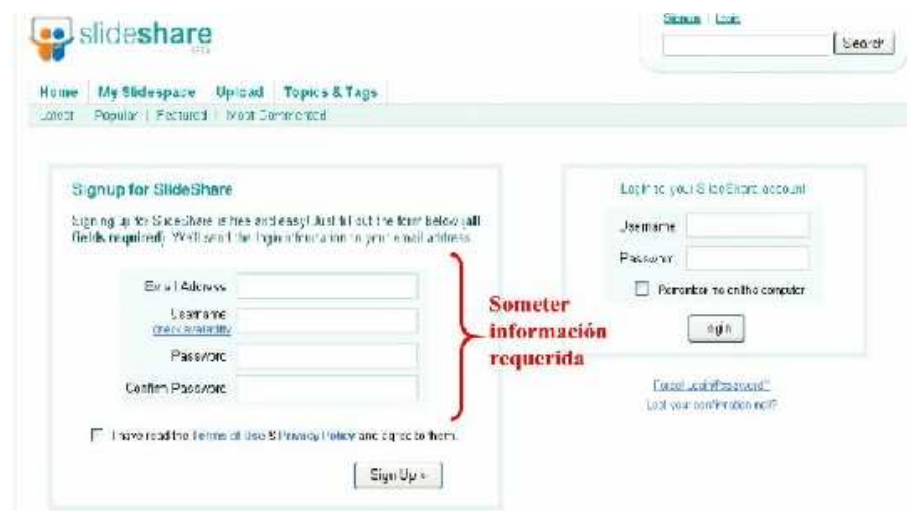 slideshare
Signup | Login
Search
Home My Slidespace Upload Topics & Tags
Latest Popular | Featured | Most Commented
Signup for SlideShare
Signing up for SlideShare is free and easy! Just fill out the form below (all
fields required). We'll send the login information to your email address.
Email Address
Username
check availability
Password
Confirm Password
I have read the Terms of Use & Privacy Policy and agree to them.
Sign Up »
Someter
información
requerida
Login to your SlideShare account
Username
Password
Remember me on this computer
Login
Forgot Login/Password?
Lost your confirmation mail?